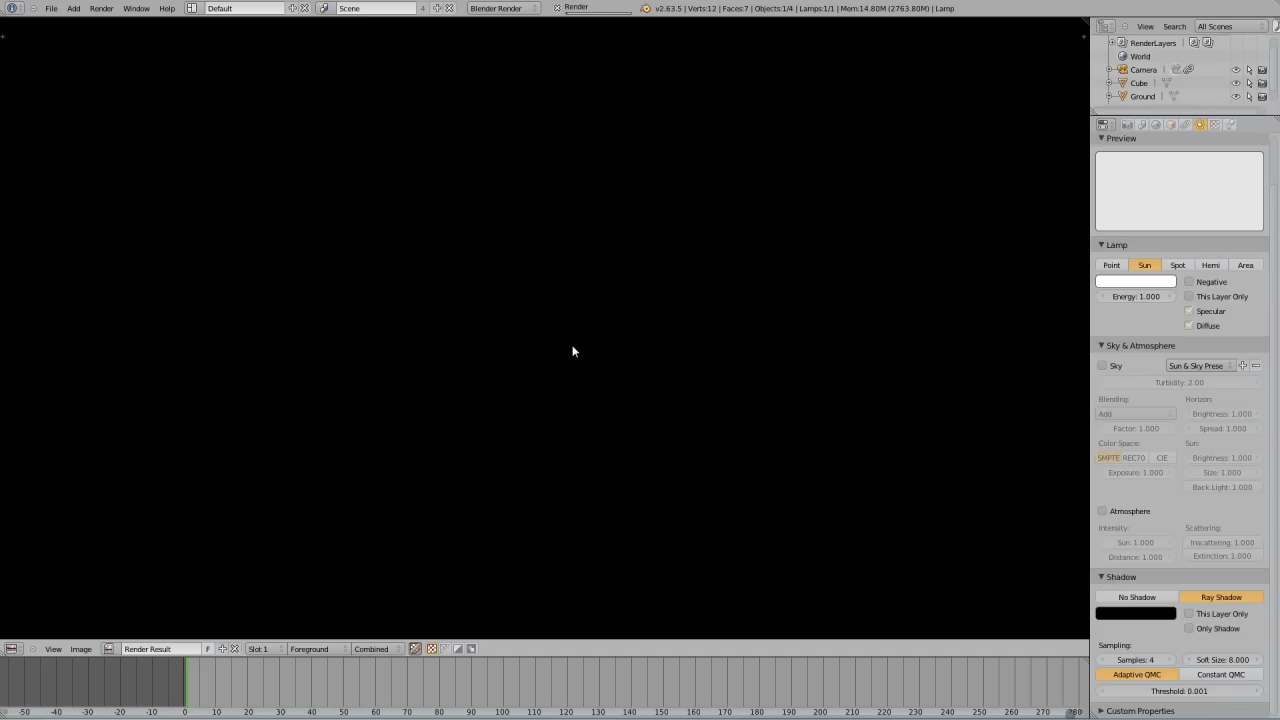 File Add Render Window Help Default Scene 4 Blender Render Render v2.63.5 | Verts:12 | Faces:7 | Objects:1/4 | Lamps:1/1 | Mem:14.80M (2763.80M) | Lamp
View Search All Scenes
RenderLayers
World
Camera
Cube
Ground
Preview
Lamp
Point Sun Spot Hemi Area
Negative
Energy: 1.000 This Layer Only
Specular
Diffuse
Sky & Atmosphere
Sky Sun & Sky Prese
Turbidity: 2.00
Blending: Horizon:
Add Brightness: 1.000
Factor: 1.000 Spread: 1.000
Color Space: Sun:
SMPTE REC70 CIE Brightness: 1.000
Exposure: 1.000 Size: 1.000
Back Light: 1.000
Atmosphere
Intensity: Scattering:
Sun: 1.000 Inscattering: 1.000
Distance: 1.000 Extinction: 1.000
Shadow
No Shadow Ray Shadow
This Layer Only
Only Shadow
Sampling:
Samples: 4 Soft Size: 8.000
Adaptive QMC Constant QMC
Threshold: 0.001
Custom Properties
View Image Render Result F Slot 1 Foreground Combined
-50 -40 -30 -20 -10 0 10 20 30 40 50 60 70 80 90 100 110 120 130 140 150 160 170 180 190 200 210 220 230 240 250 260 270 280